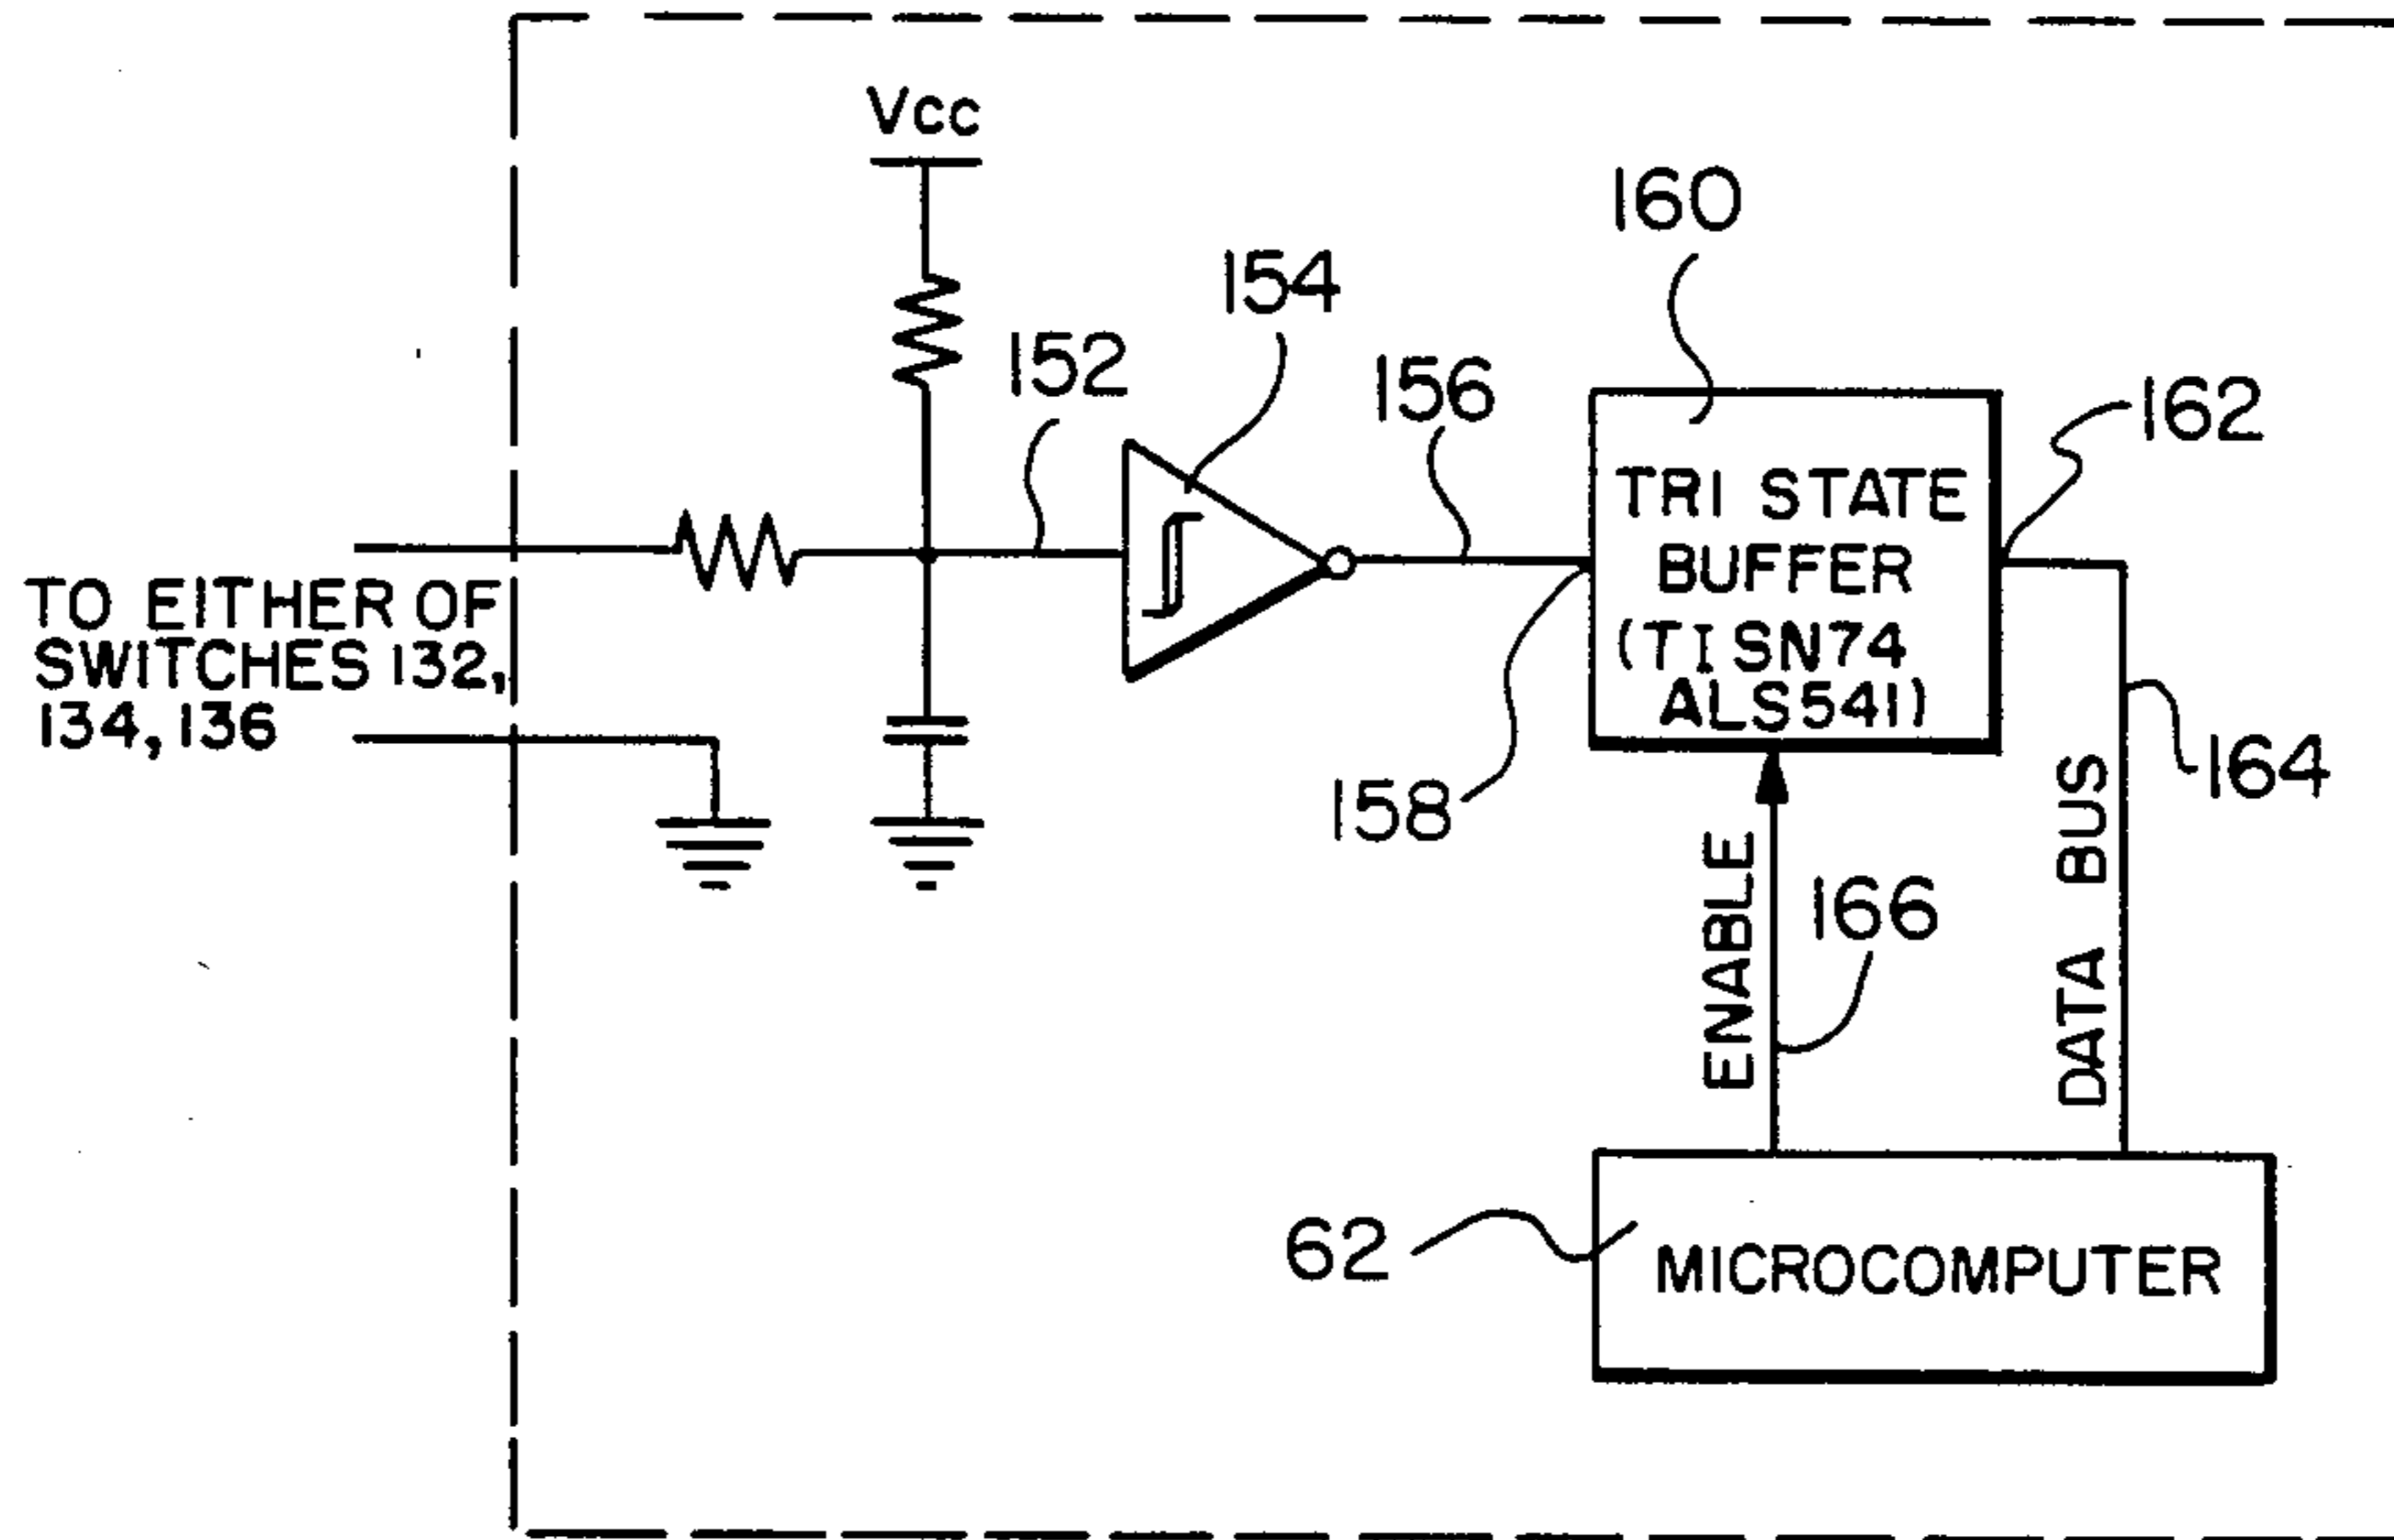 Vcc
160
154
152
156
162
TRI STATE
BUFFER
(TI SN74
ALS541)
TO EITHER OF
SWITCHES 132,
134, 136
158
164
ENABLE
166
DATA BUS
62
MICROCOMPUTER